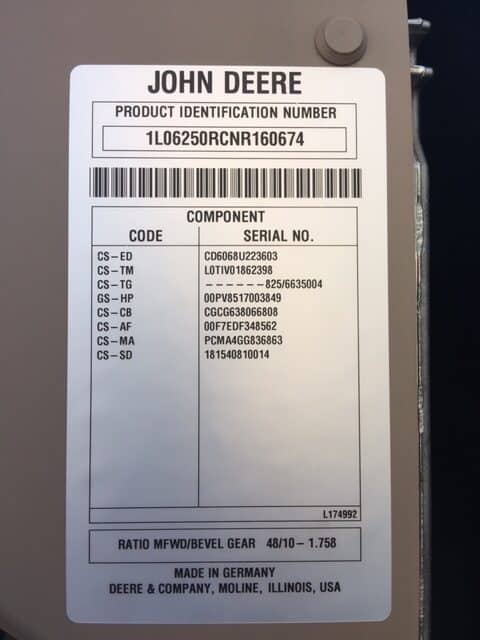 JOHN DEERE
PRODUCT IDENTIFICATION NUMBER
1L06250RCNR160674
COMPONENT
CODE SERIAL NO.
CS-ED CD6068U223603
CS-TM L0TIV01862398
CS-TG ------825/6635004
GS-HP 00PV8517003849
CS-CB CGCG638066808
CS-AF 00F7EDF348562
CS-MA PCMA4GG836863
CS-SD 181540810014
L174992
RATIO MFWD/BEVEL GEAR 48/10-1.758
MADE IN GERMANY
DEERE & COMPANY, MOLINE, ILLINOIS, USA